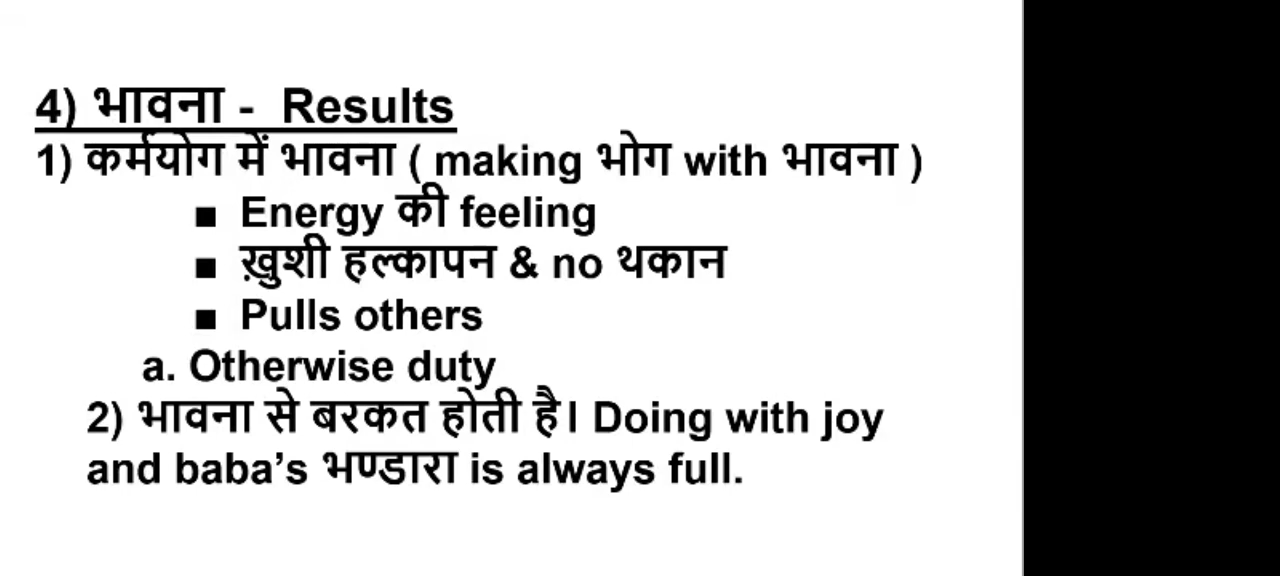 4) भावना -  Results
1) कर्मयोग में भावना ( making भोग with भावना )
■ Energy की feeling
■ ख़ुशी हल्कापन & no थकान
■ Pulls others
a. Otherwise duty
2) भावना से बरकत होती है। Doing with joy
and baba’s भण्डारा is always full.